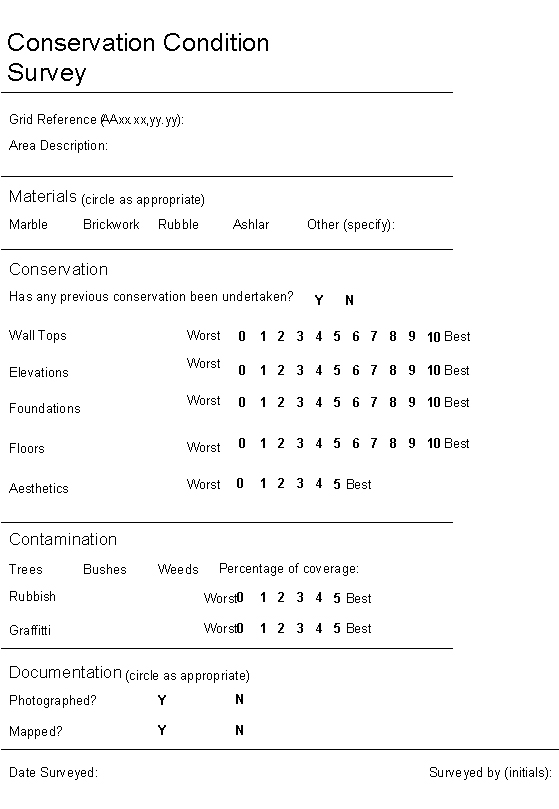 Conservation Condition
Survey
Grid Reference (AAxx.xx,yy.yy):
Area Description:
Materials (circle as appropriate)
Marble Brickwork Rubble Ashlar Other (specify):
Conservation
Has any previous conservation been undertaken? Y N
Wall Tops Worst 0 1 2 3 4 5 6 7 8 9 10 Best
Elevations Worst 0 1 2 3 4 5 6 7 8 9 10 Best
Foundations Worst 0 1 2 3 4 5 6 7 8 9 10 Best
Floors Worst 0 1 2 3 4 5 6 7 8 9 10 Best
Aesthetics Worst 0 1 2 3 4 5 Best
Contamination
Trees Bushes Weeds Percentage of coverage:
Rubbish Worst 0 1 2 3 4 5 Best
Graffitti Worst 0 1 2 3 4 5 Best
Documentation (circle as appropriate)
Photographed? Y N
Mapped? Y N
Date Surveyed: Surveyed by (initials):